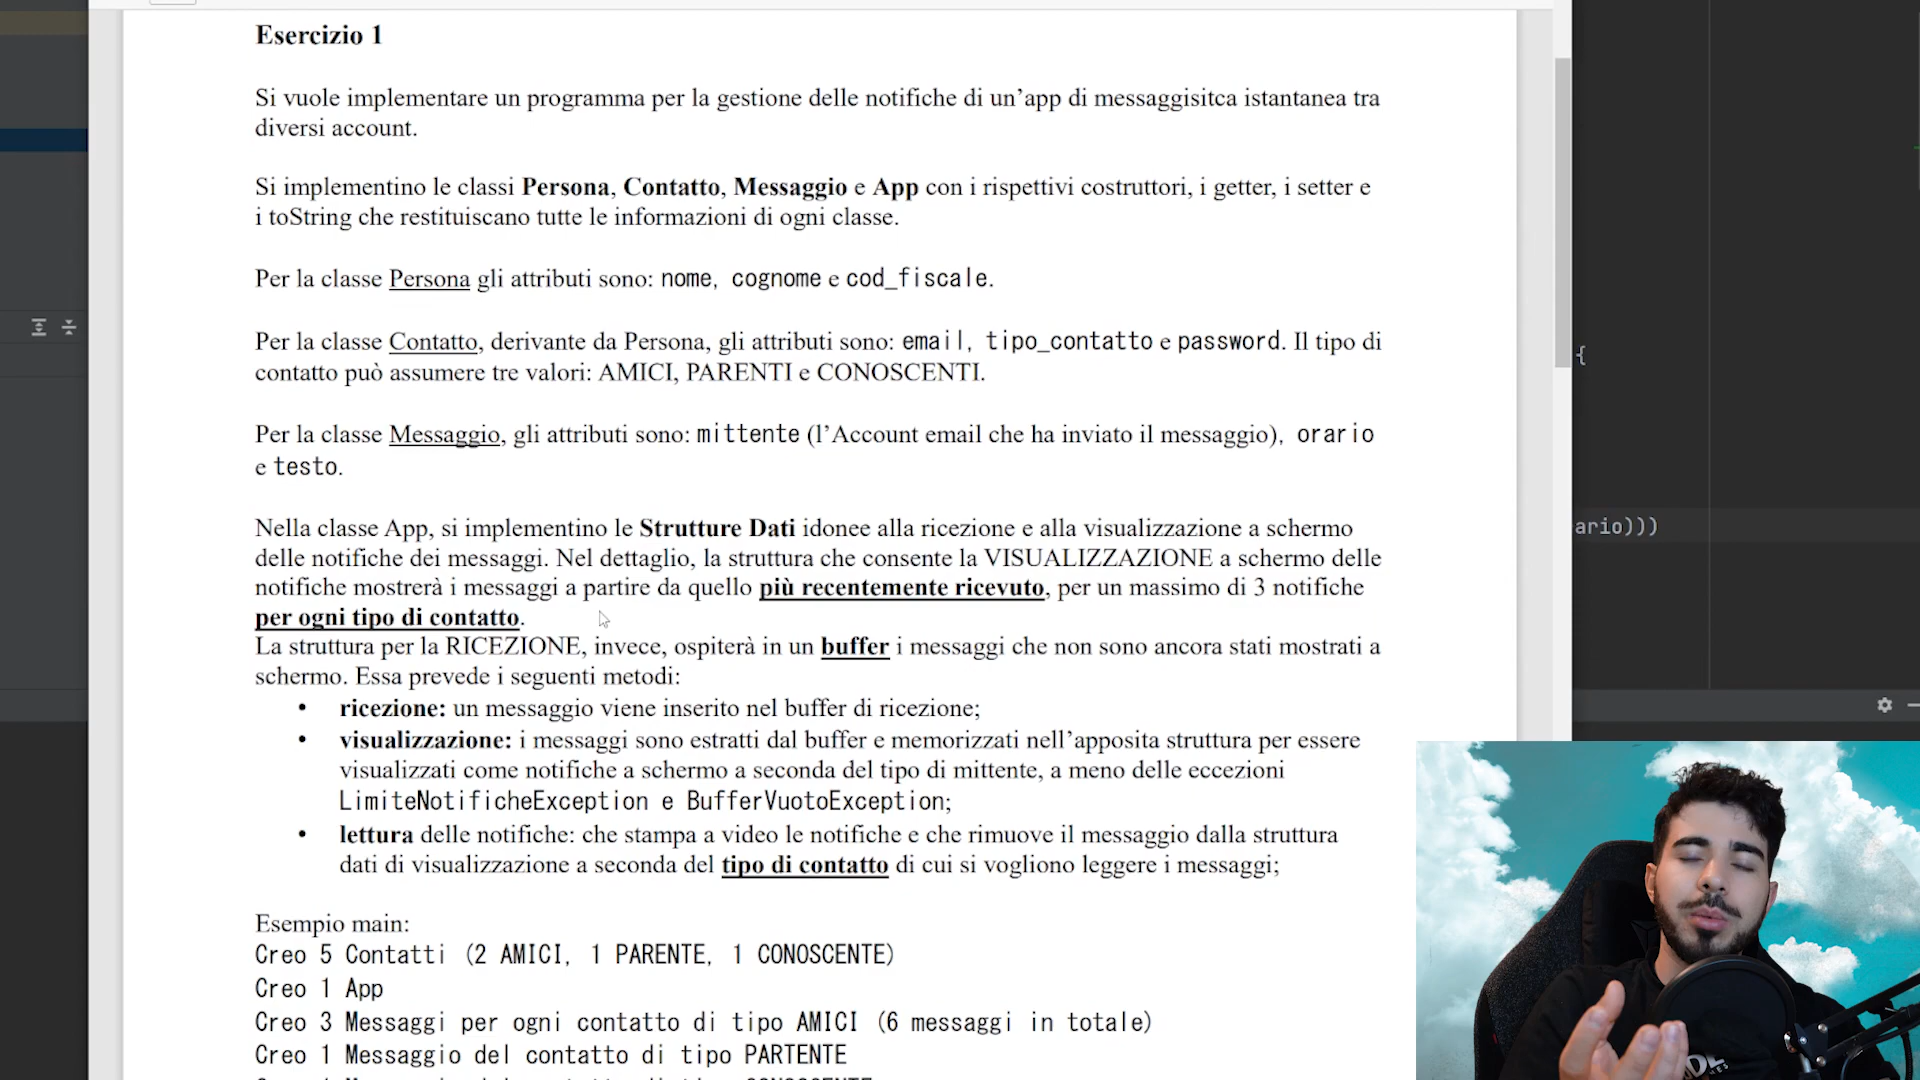 Esercizio 1
Si vuole implementare un programma per la gestione delle notifiche di un'app di messaggisitca istantanea tra
diversi account.
Si implementino le classi Persona, Contatto, Messaggio e App con i rispettivi costruttori, i getter, i setter e
i toString che restituiscano tutte le informazioni di ogni classe.
Per la classe Persona gli attributi sono: nome, cognome e cod_fiscale.
Per la classe Contatto, derivante da Persona, gli attributi sono: email, tipo_contatto e password. Il tipo di
contatto può assumere tre valori: AMICI, PARENTI e CONOSCENTI.
{
Per la classe Messaggio, gli attributi sono: mittente (l'Account email che ha inviato il messaggio), orario
e testo.
Nella classe App, si implementino le Strutture Dati idonee alla ricezione e alla visualizzazione a schermo
ario)))
delle notifiche dei messaggi. Nel dettaglio, la struttura che consente la VISUALIZZAZIONE a schermo delle
notifiche mostrerà i messaggi a partire da quello più recentemente ricevuto, per un massimo di 3 notifiche
per ogni tipo di contatto.
La struttura per la RICEZIONE, invece, ospiterà in un buffer i messaggi che non sono ancora stati mostrati a
schermo. Essa prevede i seguenti metodi:
• ricezione: un messaggio viene inserito nel buffer di ricezione;
• visualizzazione: i messaggi sono estratti dal buffer e memorizzati nell'apposita struttura per essere
visualizzati come notifiche a schermo a seconda del tipo di mittente, a meno delle eccezioni
LimiteNotificheException e BufferVuotoException;
• lettura delle notifiche: che stampa a video le notifiche e che rimuove il messaggio dalla struttura
dati di visualizzazione a seconda del tipo di contatto di cui si vogliono leggere i messaggi;
Esempio main:
Creo 5 Contatti (2 AMICI, 1 PARENTE, 1 CONOSCENTE)
Creo 1 App
Creo 3 Messaggi per ogni contatto di tipo AMICI (6 messaggi in totale)
Creo 1 Messaggio del contatto di tipo PARTENTE